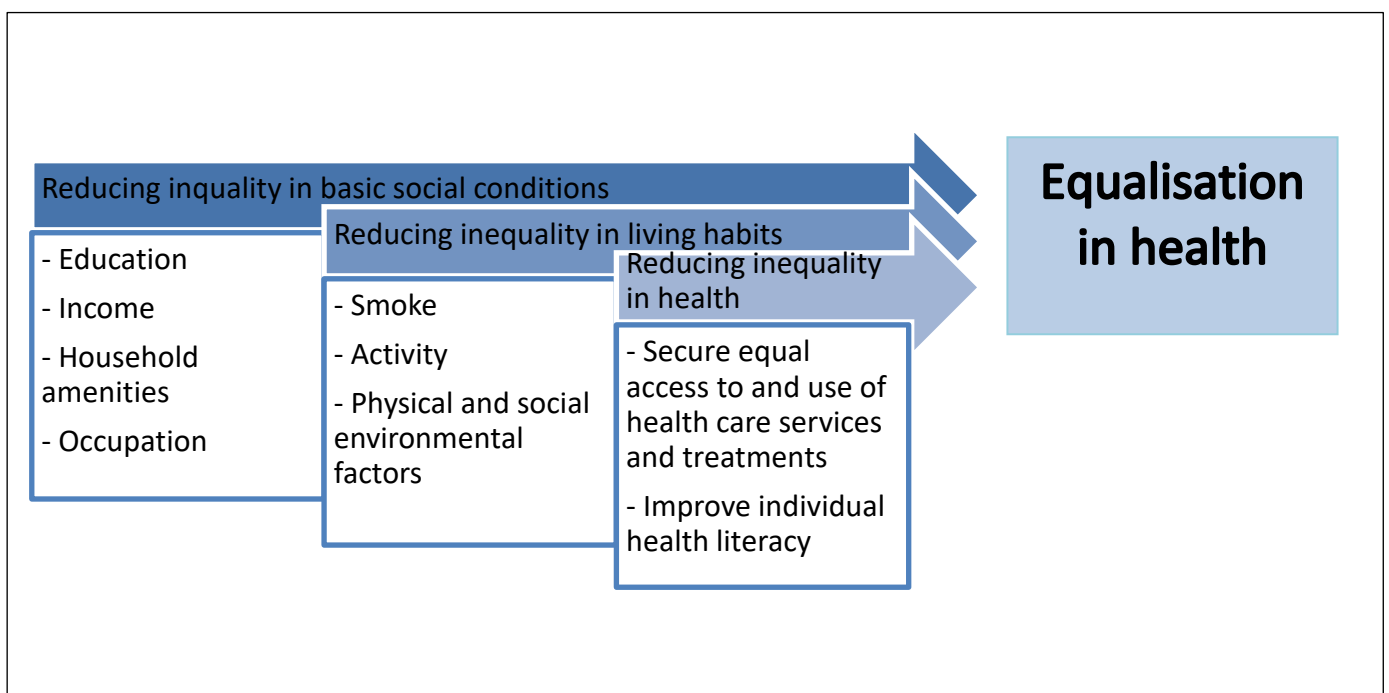 Reducing inquality in basic social conditions
- Education
- Income
- Household
amenities
- Occupation
Reducing inequality in living habits
- Smoke
- Activity
- Physical and social
environmental
factors
Reducing inequality
in health
- Secure equal
access to and use of
health care services
and treatments
- Improve individual
health literacy
Equalisation
in health